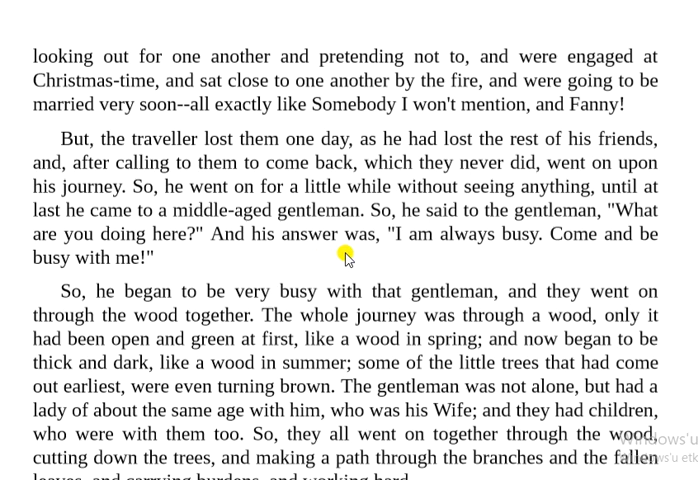 looking out for one another and pretending not to, and were engaged at
Christmas-time, and sat close to one another by the fire, and were going to be
married very soon--all exactly like Somebody I won't mention, and Fanny!
But, the traveller lost them one day, as he had lost the rest of his friends,
and, after calling to them to come back, which they never did, went on upon
his journey. So, he went on for a little while without seeing anything, until at
last he came to a middle-aged gentleman. So, he said to the gentleman, "What
are you doing here?" And his answer was, "I am always busy. Come and be
busy with me!"
So, he began to be very busy with that gentleman, and they went on
through the wood together. The whole journey was through a wood, only it
had been open and green at first, like a wood in spring; and now began to be
thick and dark, like a wood in summer; some of the little trees that had come
out earliest, were even turning brown. The gentleman was not alone, but had a
lady of about the same age with him, who was his Wife; and they had children,
who were with them too. So, they all went on together through the wood,
cutting down the trees, and making a path through the branches and the fallen
leaves, and carrying burdens, and working hard.
Windows'u